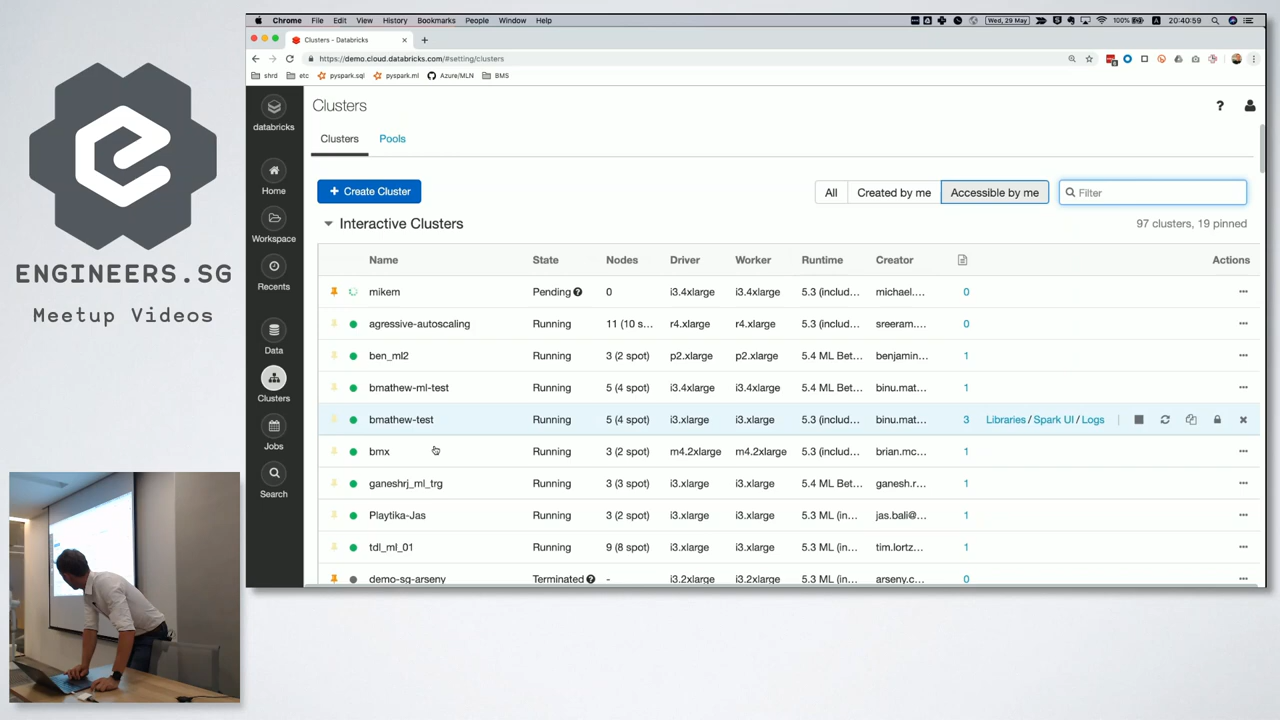 Chrome File Edit View History Bookmarks People Window Help 100% Wed, 29 May 20:40:59
Clusters - Databricks
https://demo.cloud.databricks.com/#setting/clusters
shrd etc pyspark.sql pyspark.ml Azure/MLN BMS
databricks
Home
Workspace
Recents
Data
Clusters
Jobs
Search
Clusters
Clusters Pools
+ Create Cluster All Created by me Accessible by me Filter
Interactive Clusters 97 clusters, 19 pinned
Name State Nodes Driver Worker Runtime Creator Actions
mikem Pending 0 i3.4xlarge i3.4xlarge 5.3 (includ... michael.... 0
agressive-autoscaling Running 11 (10 s... r4.xlarge r4.xlarge 5.3 (includ... sreeram.... 0
ben_ml2 Running 3 (2 spot) p2.xlarge p2.xlarge 5.4 ML Bet... benjamin... 1
bmathew-ml-test Running 5 (4 spot) i3.4xlarge i3.4xlarge 5.4 ML Bet... binu.mat... 1
bmathew-test Running 5 (4 spot) i3.xlarge i3.xlarge 5.3 (includ... binu.mat... 3 Libraries / Spark UI / Logs
bmx Running 3 (2 spot) m4.2xlarge m4.2xlarge 5.3 (includ... brian.mc... 1
ganeshrj_ml_trg Running 3 (3 spot) i3.xlarge i3.xlarge 5.4 ML Bet... ganesh.r... 1
Playtika-Jas Running 3 (2 spot) i3.xlarge i3.xlarge 5.3 ML (in... jas.bali@... 1
tdl_ml_01 Running 9 (8 spot) i3.xlarge i3.xlarge 5.3 ML (in... tim.lortz... 1
demo-sg-arseny Terminated - i3.2xlarge i3.2xlarge 5.3 ML (in... arseny.c... 0
ENGINEERS.SG
Meetup Videos